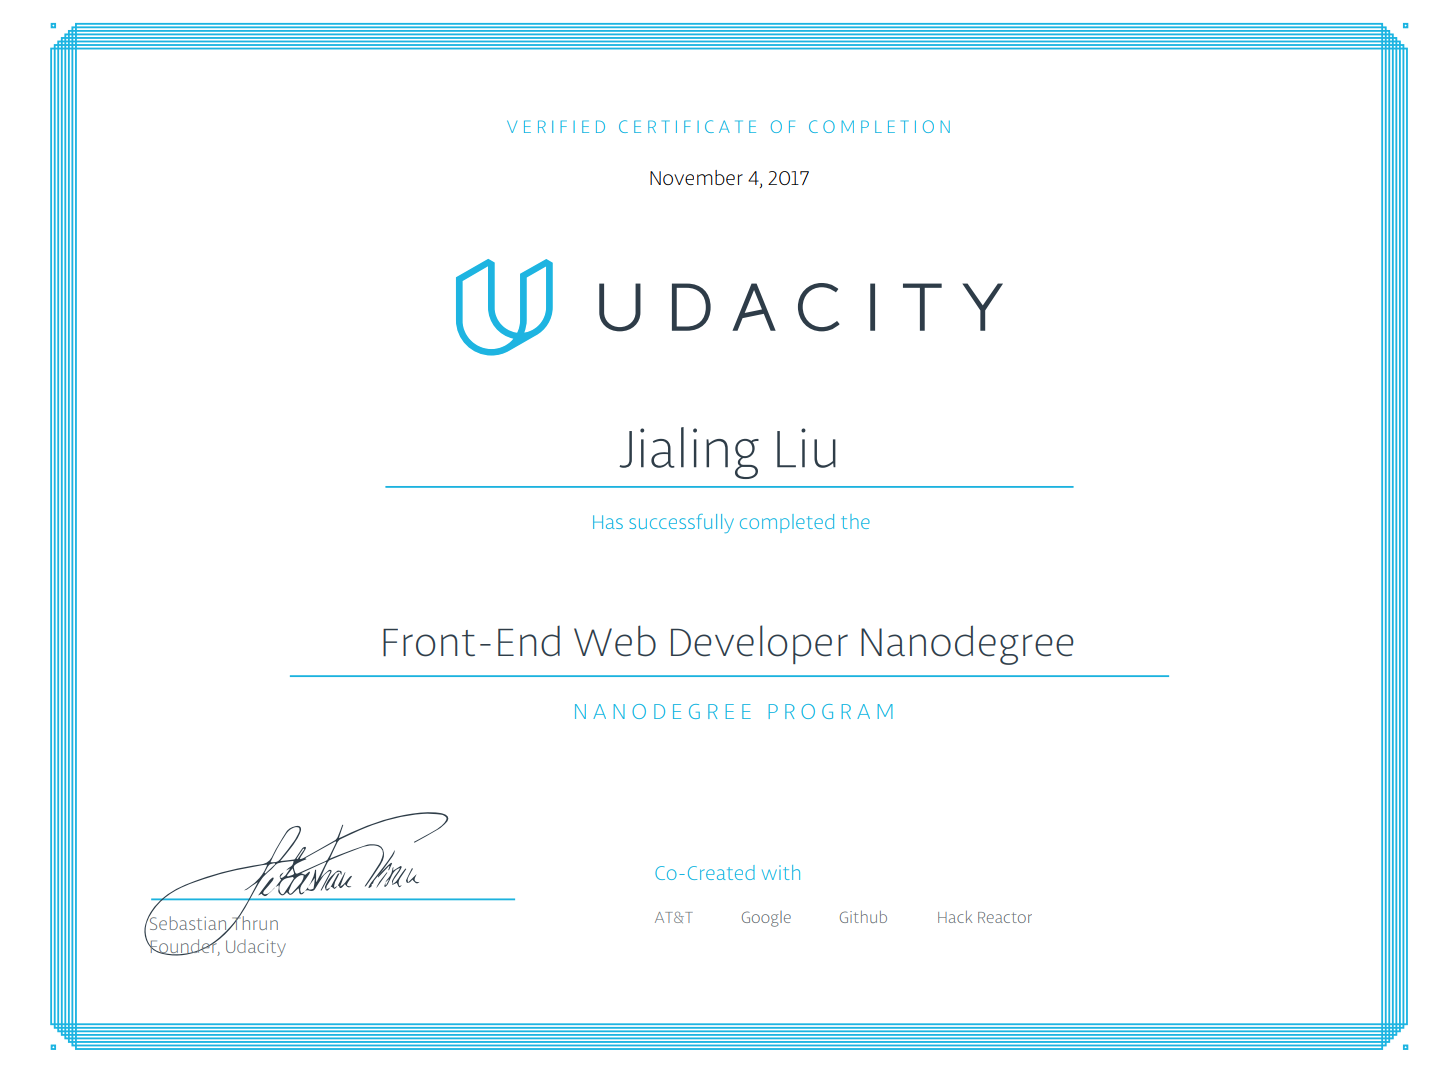 VERIFIED CERTIFICATE OF COMPLETION
November 4, 2017
UDACITY
Jialing Liu
Has successfully completed the
Front-End Web Developer Nanodegree
NANODEGREE PROGRAM
Sebastian Thrun
Sebastian Thrun
Founder, Udacity
Co-Created with
AT&T Google Github Hack Reactor